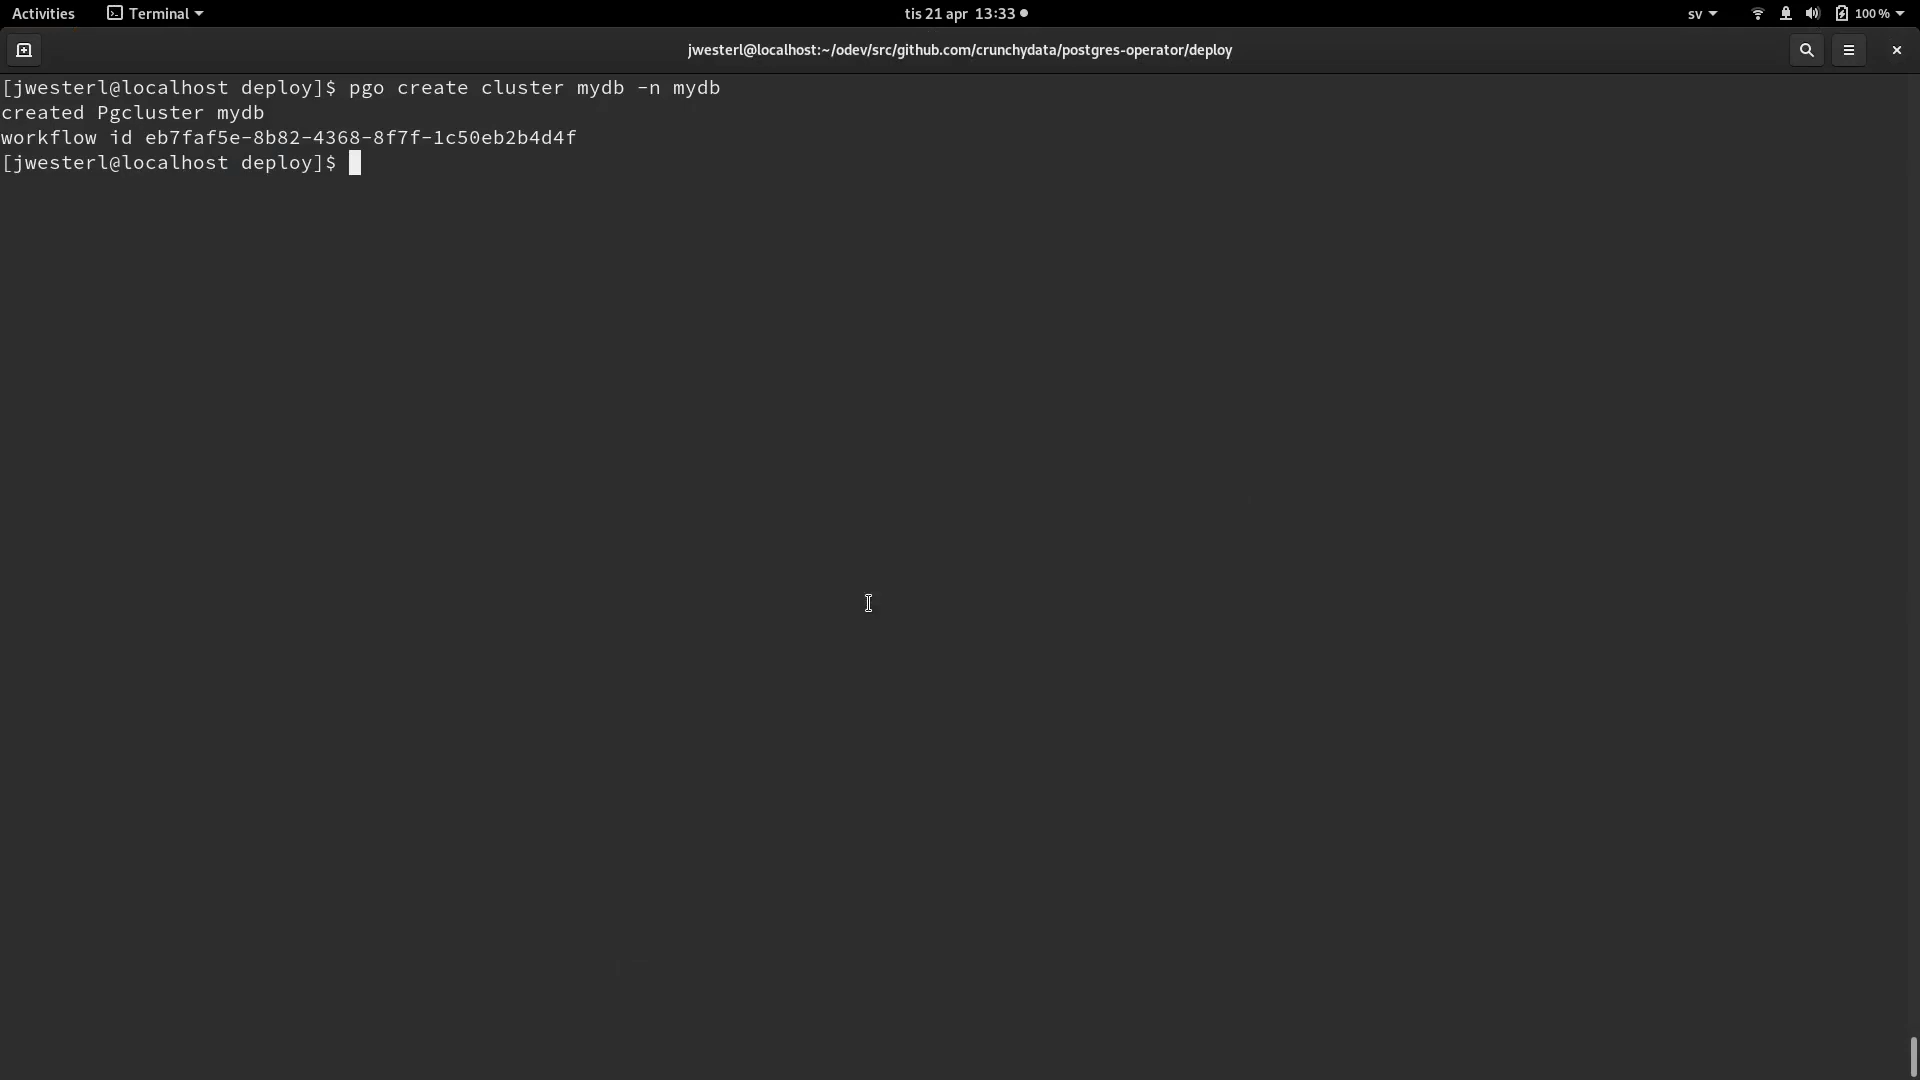 Activities Terminal tis 21 apr 13:33 sv 100 %
jwesterl@localhost:~/odev/src/github.com/crunchydata/postgres-operator/deploy
[jwesterl@localhost deploy]$ pgo create cluster mydb -n mydb
created Pgcluster mydb
workflow id eb7faf5e-8b82-4368-8f7f-1c50eb2b4d4f
[jwesterl@localhost deploy]$